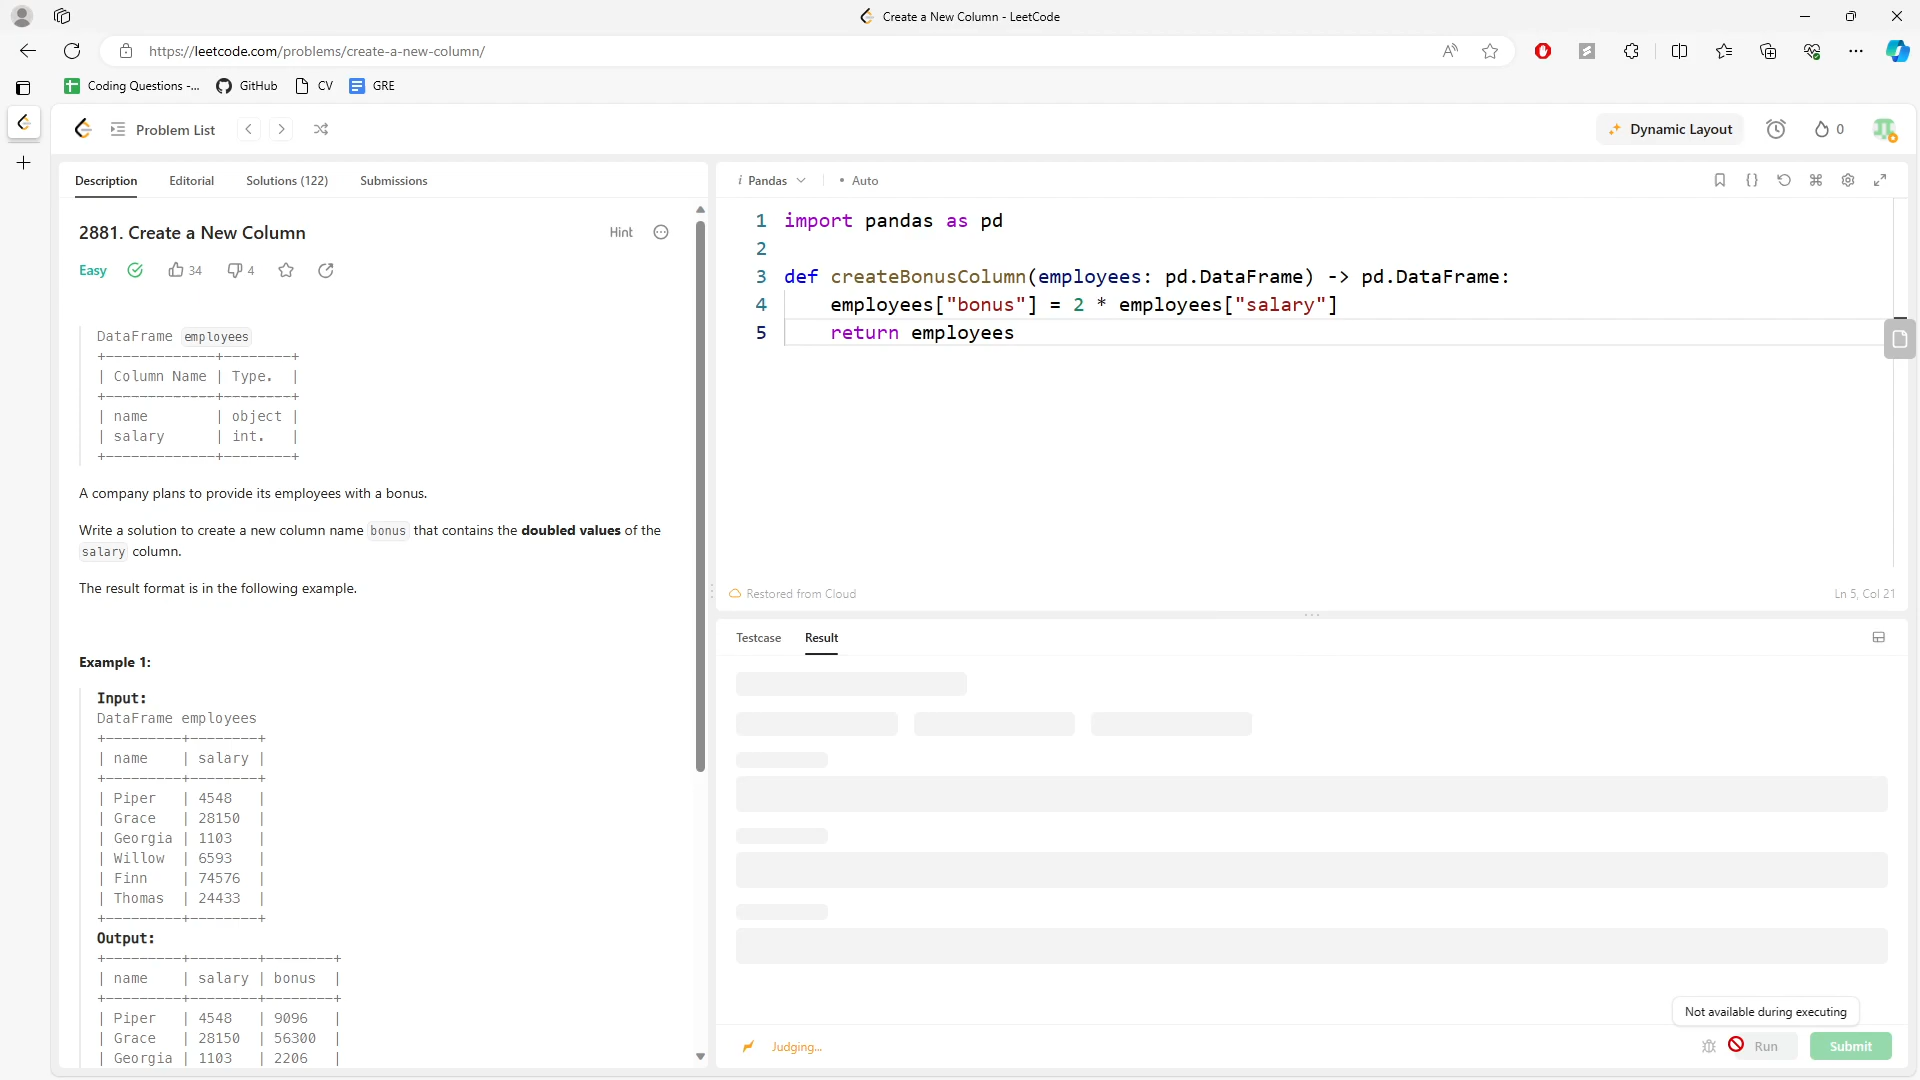 Create a New Column - LeetCode
https://leetcode.com/problems/create-a-new-column/
Coding Questions -...
GitHub
CV
GRE
Problem List
Dynamic Layout
0
Description
Editorial
Solutions (122)
Submissions
2881. Create a New Column
Hint
Easy
34
4
DataFrame employees
+-------------+--------+
| Column Name | Type.  |
+-------------+--------+
| name        | object |
| salary      | int.   |
+-------------+--------+
A company plans to provide its employees with a bonus.
Write a solution to create a new column name bonus that contains the doubled values of the
salary column.
The result format is in the following example.
Example 1:
Input:
DataFrame employees
+---------+--------+
| name    | salary |
+---------+--------+
| Piper   | 4548   |
| Grace   | 28150  |
| Georgia | 1103   |
| Willow  | 6593   |
| Finn    | 74576  |
| Thomas  | 24433  |
+---------+--------+
Output:
+---------+--------+--------+
| name    | salary | bonus  |
+---------+--------+--------+
| Piper   | 4548   | 9096   |
| Grace   | 28150  | 56300  |
| Georgia | 1103   | 2206   |
i Pandas
• Auto
1 import pandas as pd
2
3 def createBonusColumn(employees: pd.DataFrame) -> pd.DataFrame:
4     employees["bonus"] = 2 * employees["salary"]
5     return employees
Restored from Cloud
Ln 5, Col 21
Testcase
Result
Not available during executing
Judging...
Run
Submit